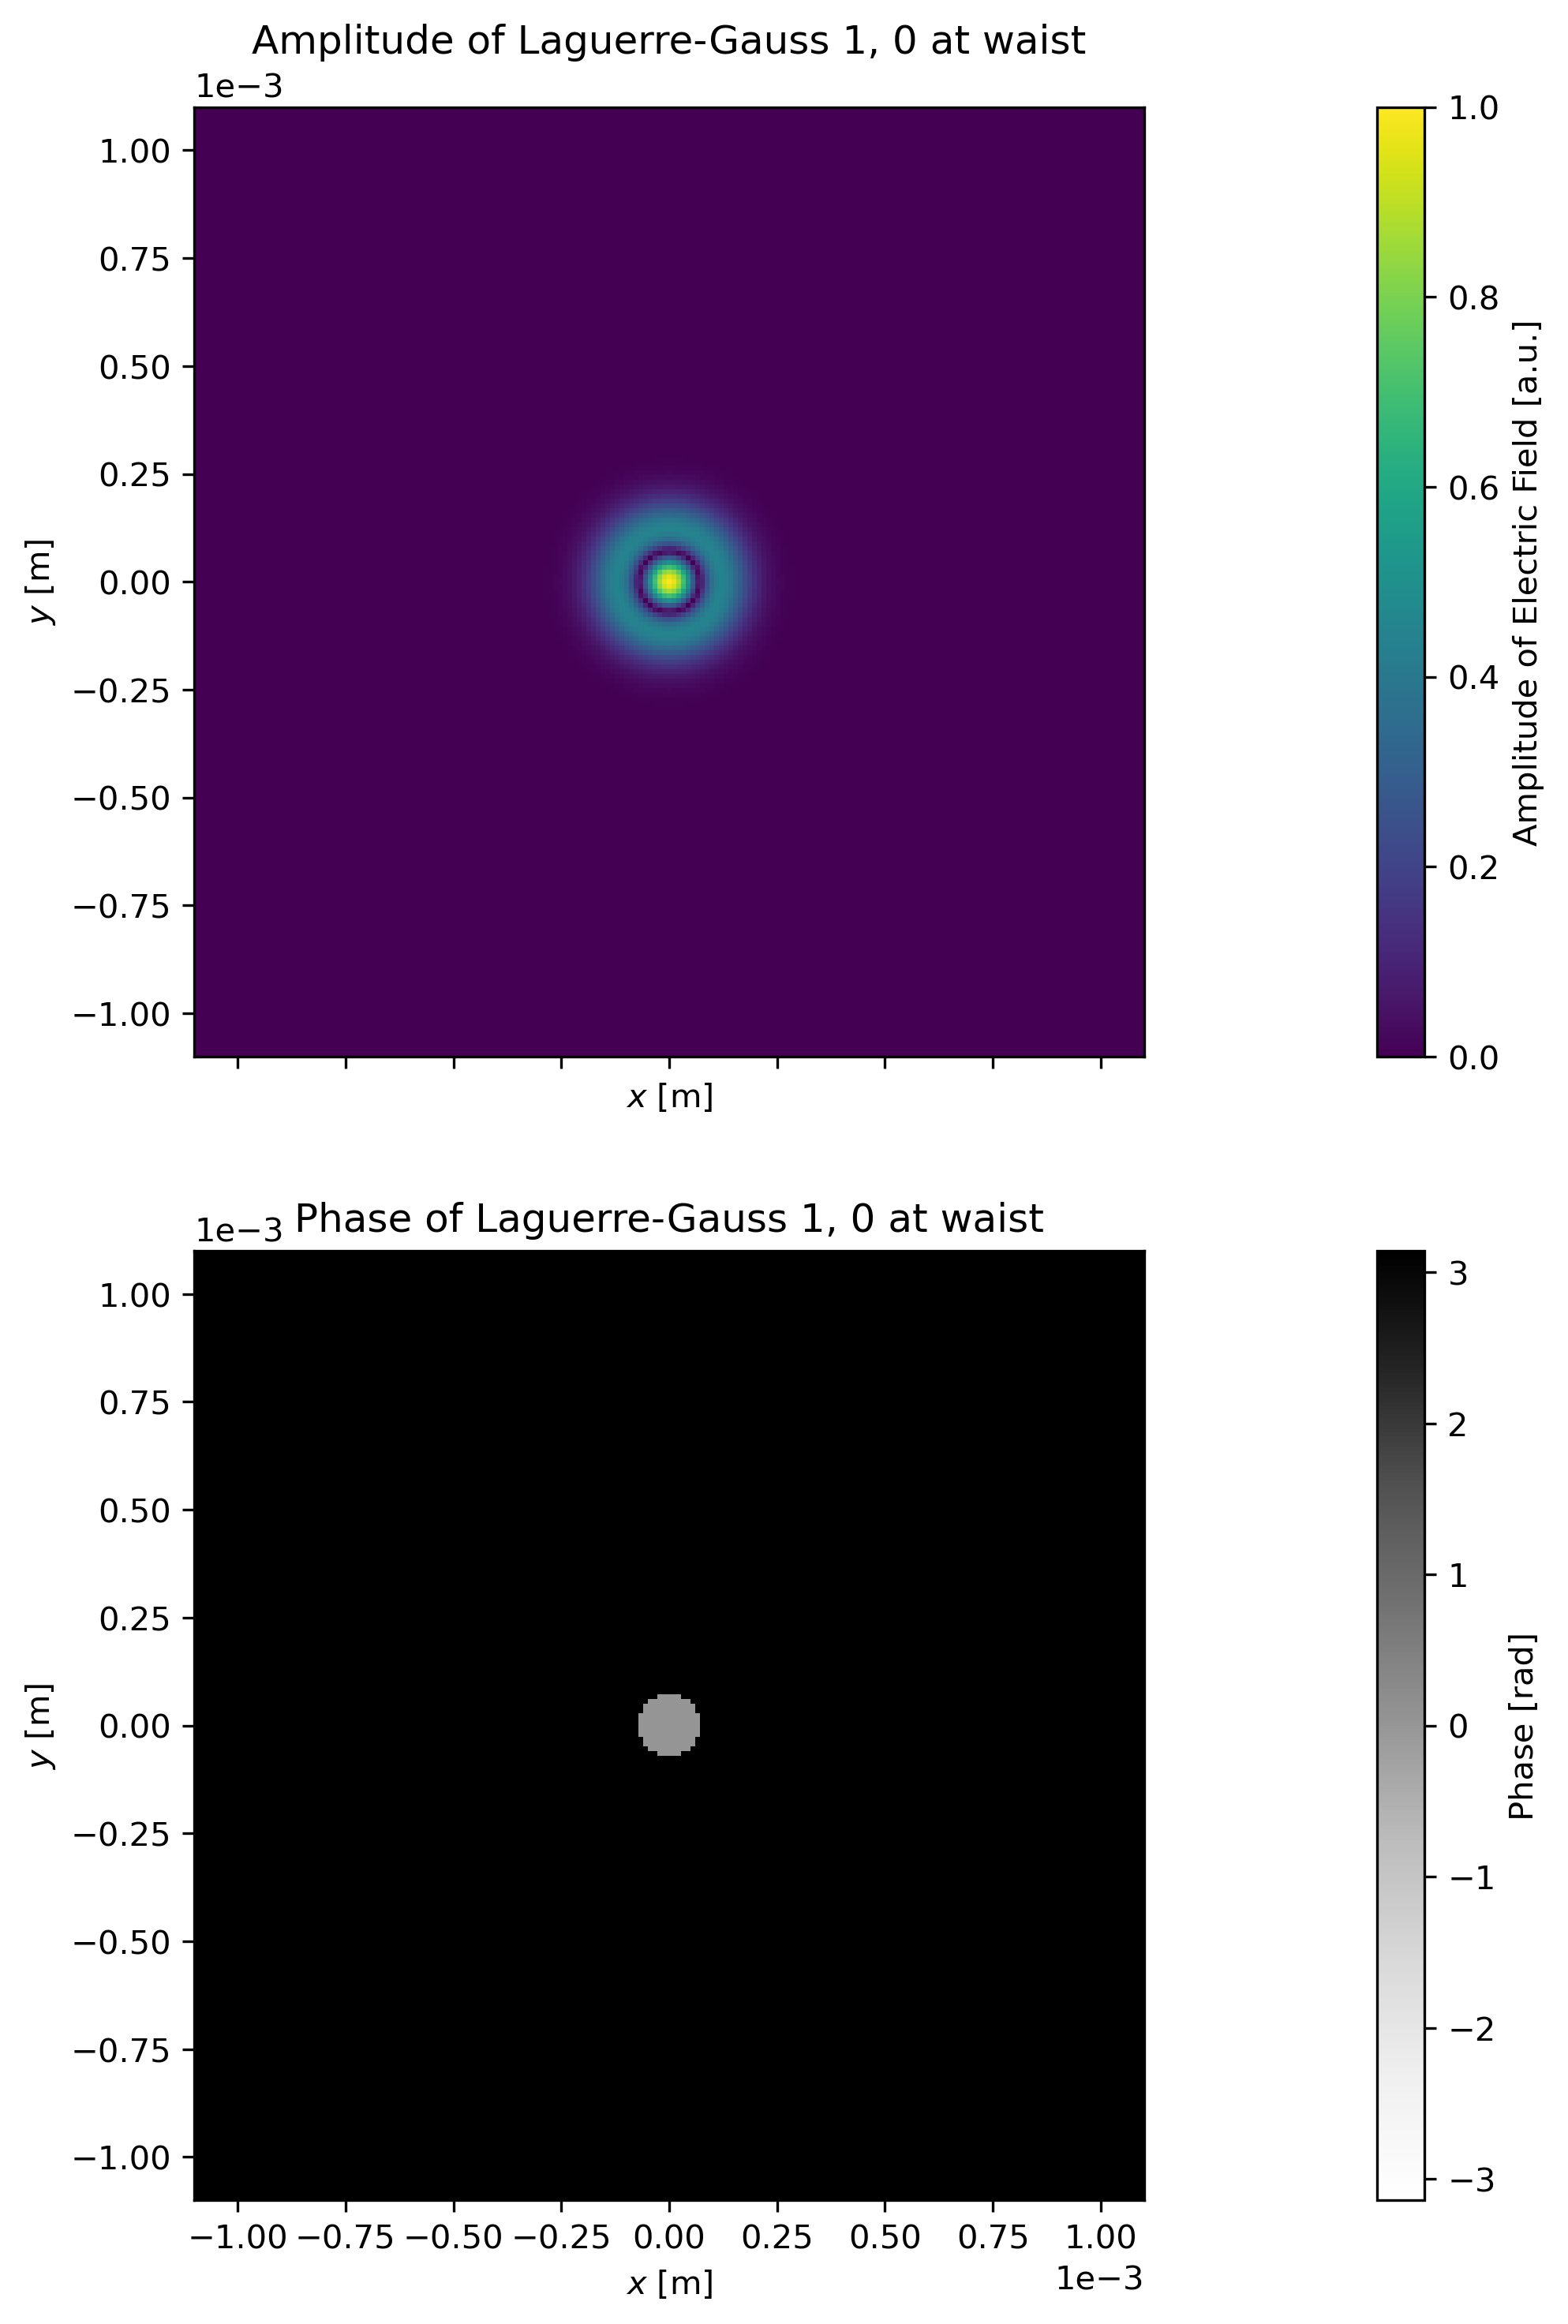 Amplitude of Laguerre-Gauss 1, 0 at waist
1e−3
1.00
0.75
0.50
0.25
0.00
−0.25
−0.50
−0.75
−1.00
y [m]
x [m]
1.0
0.8
0.6
0.4
0.2
0.0
Amplitude of Electric Field [a.u.]
Phase of Laguerre-Gauss 1, 0 at waist
1e−3
1.00
0.75
0.50
0.25
0.00
−0.25
−0.50
−0.75
−1.00
y [m]
−1.00 −0.75 −0.50 −0.25 0.00 0.25 0.50 0.75 1.00
x [m]
1e−3
3
2
1
0
−1
−2
−3
Phase [rad]